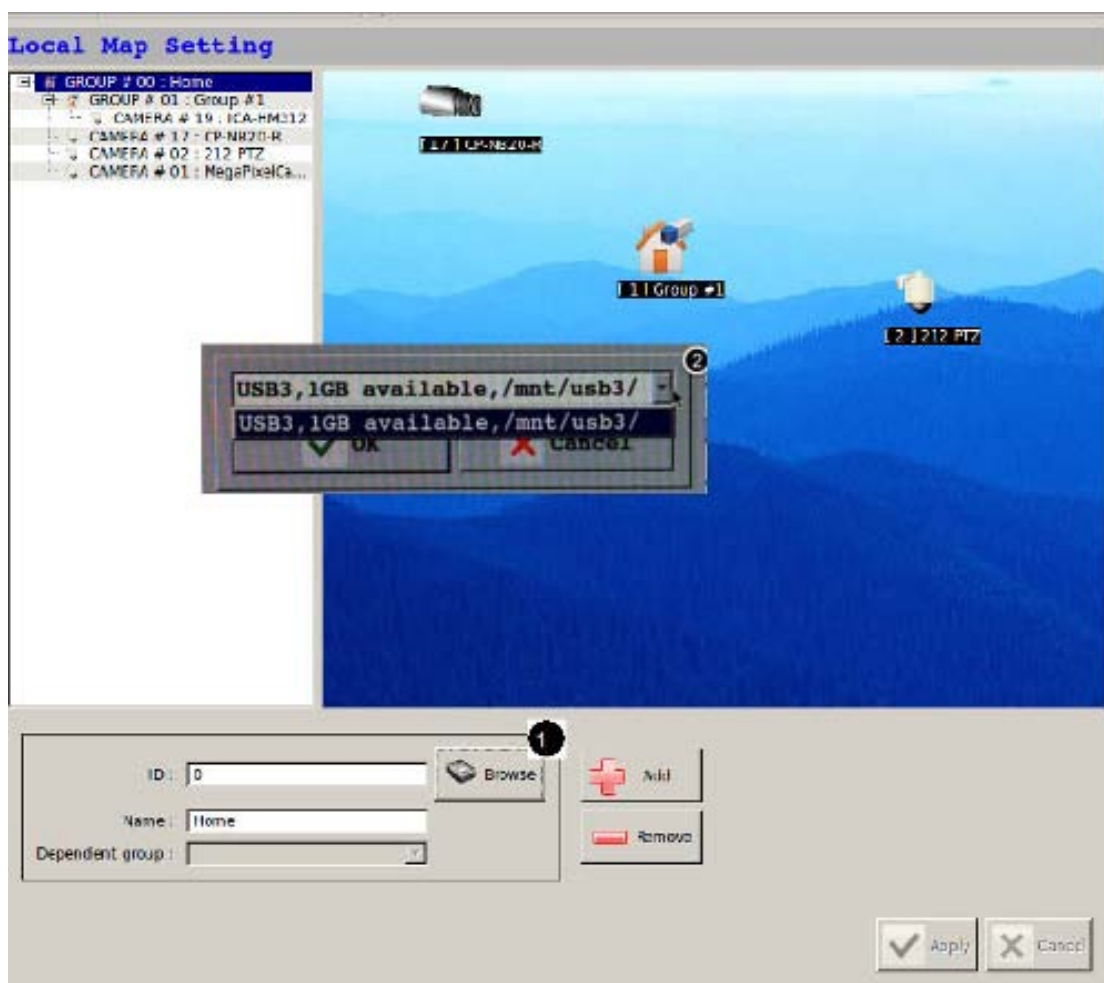 Local Map Setting
GROUP # 00 : Home
GROUP # 01 : Group #1
CAMERA # 19 : ICA-HM312
CAMERA # 17 : CP-NB20-R
CAMERA # 02 : 212 PTZ
CAMERA # 01 : MegaPixelCa...
[ 17 ] CP-NB20-R
[ 1 ] Group #1
[ 2 ] 212 PTZ
2
USB3,1GB available,/mnt/usb3/
USB3,1GB available,/mnt/usb3/
OK
Cancel
1
ID : 0
Browse
Add
Name : Home
Remove
Dependent group :
Apply
Cancel